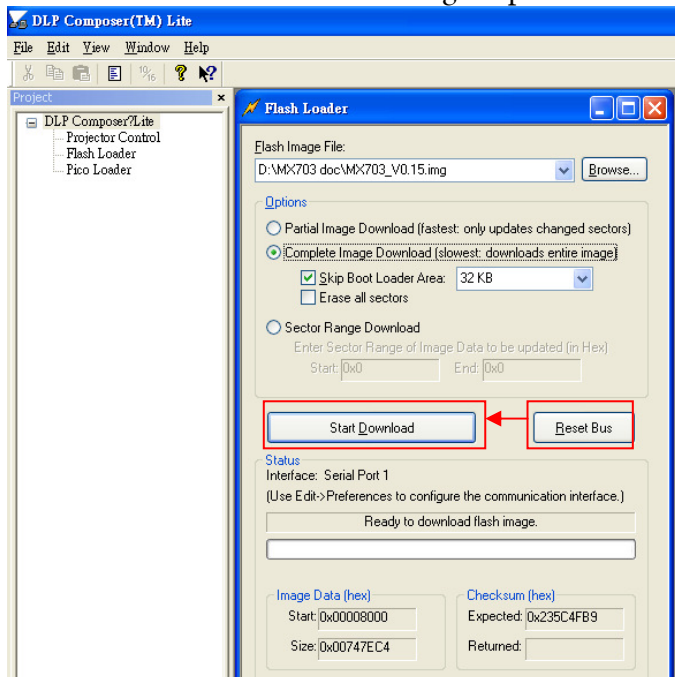 DLP Composer(TM) Lite
File Edit View Window Help
Project
DLP Composer?Lite
Projector Control
Flash Loader
Pico Loader
Flash Loader
Flash Image File:
D:\MX703 doc\MX703_V0.15.img Browse...
Options
Partial Image Download (fastest: only updates changed sectors)
Complete Image Download (slowest: downloads entire image)
Skip Boot Loader Area: 32 KB
Erase all sectors
Sector Range Download
Enter Sector Range of Image Data to be updated (in Hex)
Start: 0x0 End: 0x0
Start Download Reset Bus
Status
Interface: Serial Port 1
(Use Edit->Preferences to configure the communication interface.)
Ready to download flash image.
Image Data (hex) Checksum (hex)
Start: 0x00008000 Expected: 0x235C4FB9
Size: 0x00747EC4 Returned: